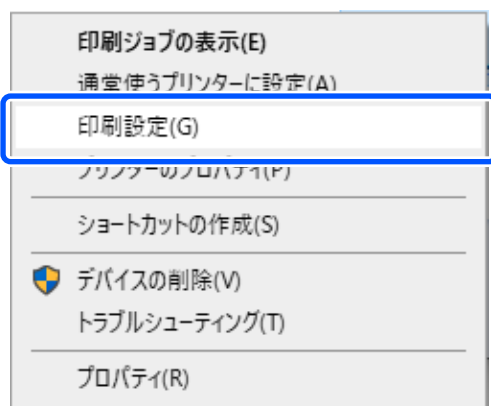 印刷ジョブの表示(E)
通常使うプリンターに設定(A)
印刷設定(G)
プリンターのプロパティ(P)
ショートカットの作成(S)
デバイスの削除(V)
トラブルシューティング(T)
プロパティ(R)